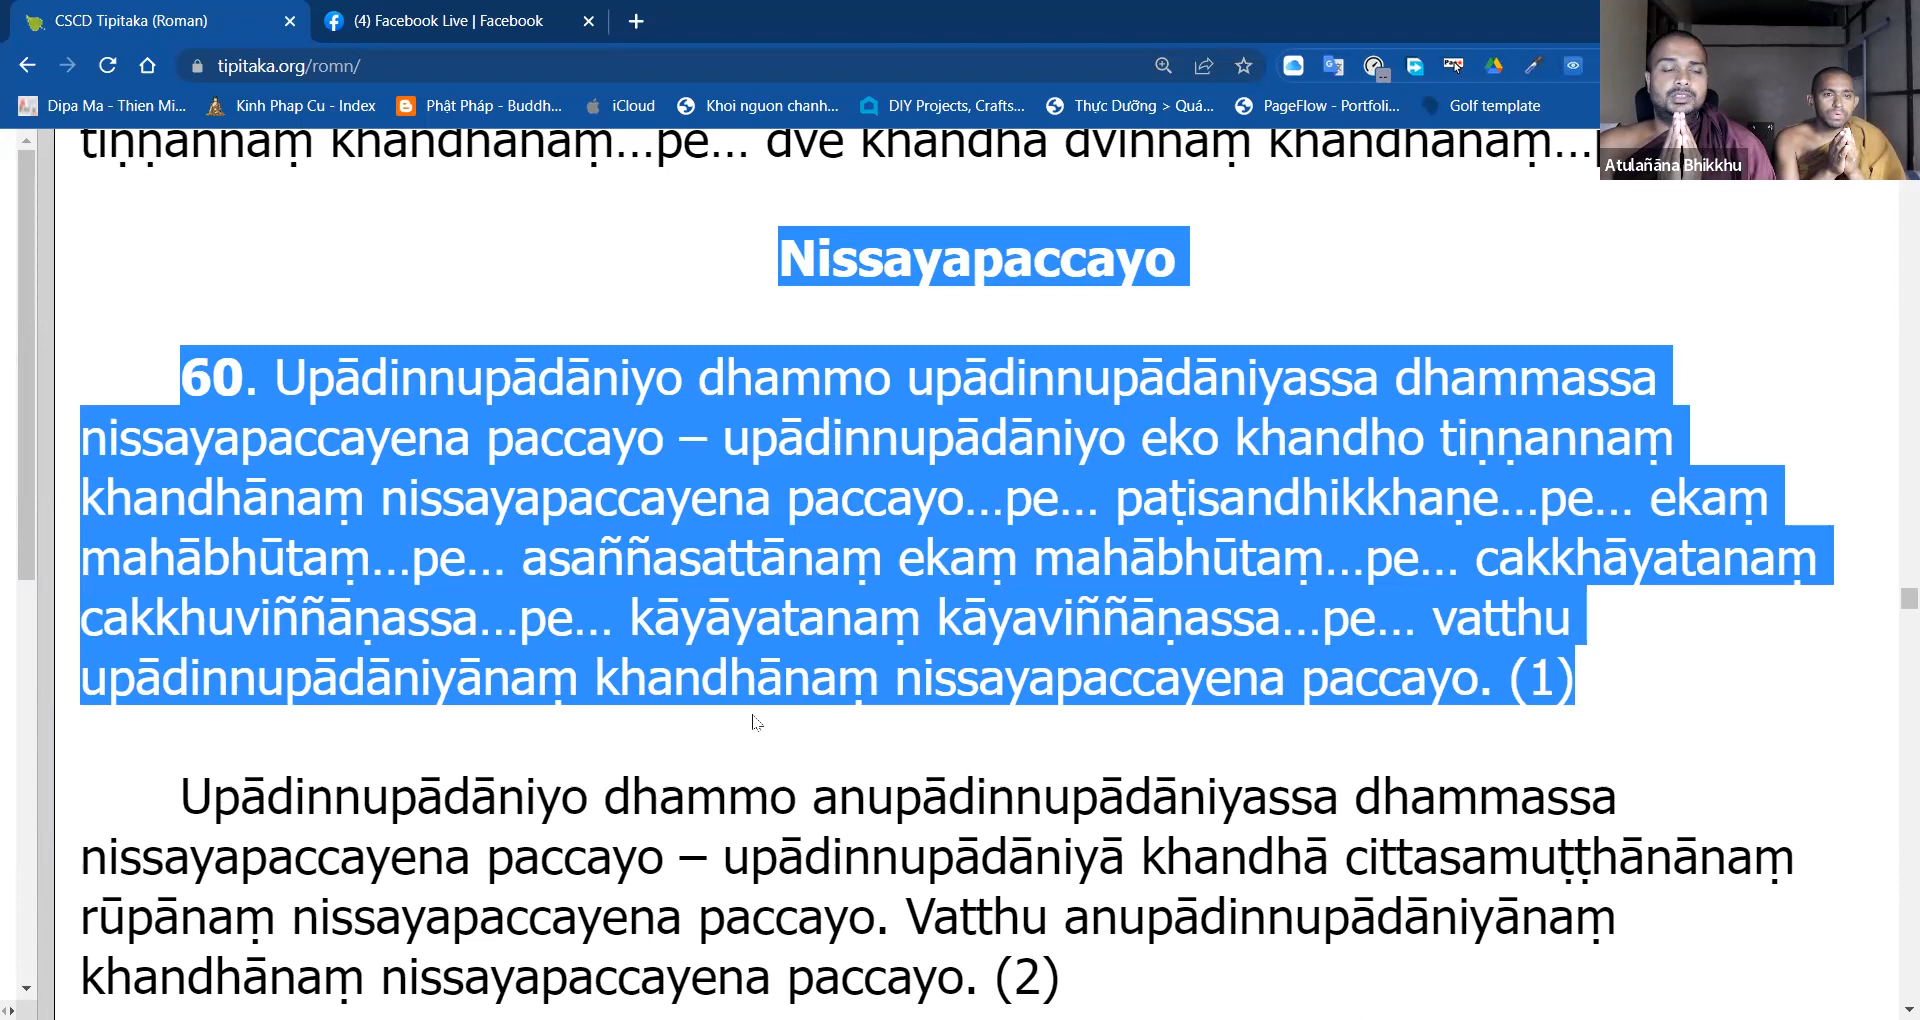 CSCD Tipitaka (Roman)
(4) Facebook Live | Facebook
tipitaka.org/romn/
Dipa Ma - Thien Mi...
Kinh Phap Cu - Index
Phật Pháp - Buddh...
iCloud
Khoi nguon chanh...
DIY Projects, Crafts...
Thực Dưỡng > Quá...
PageFlow - Portfoli...
Golf template
Atulañāna Bhikkhu
tiṇṇannaṃ khandhānaṃ…pe… dve khandhā dvinnaṃ khandhānaṃ…
Nissayapaccayo
60. Upādinnupādāniyo dhammo upādinnupādāniyassa dhammassa
nissayapaccayena paccayo – upādinnupādāniyo eko khandho tiṇṇannaṃ
khandhānaṃ nissayapaccayena paccayo…pe… paṭisandhikkhaṇe…pe… ekaṃ
mahābhūtaṃ…pe… asaññasattānaṃ ekaṃ mahābhūtaṃ…pe… cakkhāyatanaṃ
cakkhuviññāṇassa…pe… kāyāyatanaṃ kāyaviññāṇassa…pe… vatthu
upādinnupādāniyānaṃ khandhānaṃ nissayapaccayena paccayo. (1)
Upādinnupādāniyo dhammo anupādinnupādāniyassa dhammassa
nissayapaccayena paccayo – upādinnupādāniyā khandhā cittasamuṭṭhānānaṃ
rūpānaṃ nissayapaccayena paccayo. Vatthu anupādinnupādāniyānaṃ
khandhānaṃ nissayapaccayena paccayo. (2)